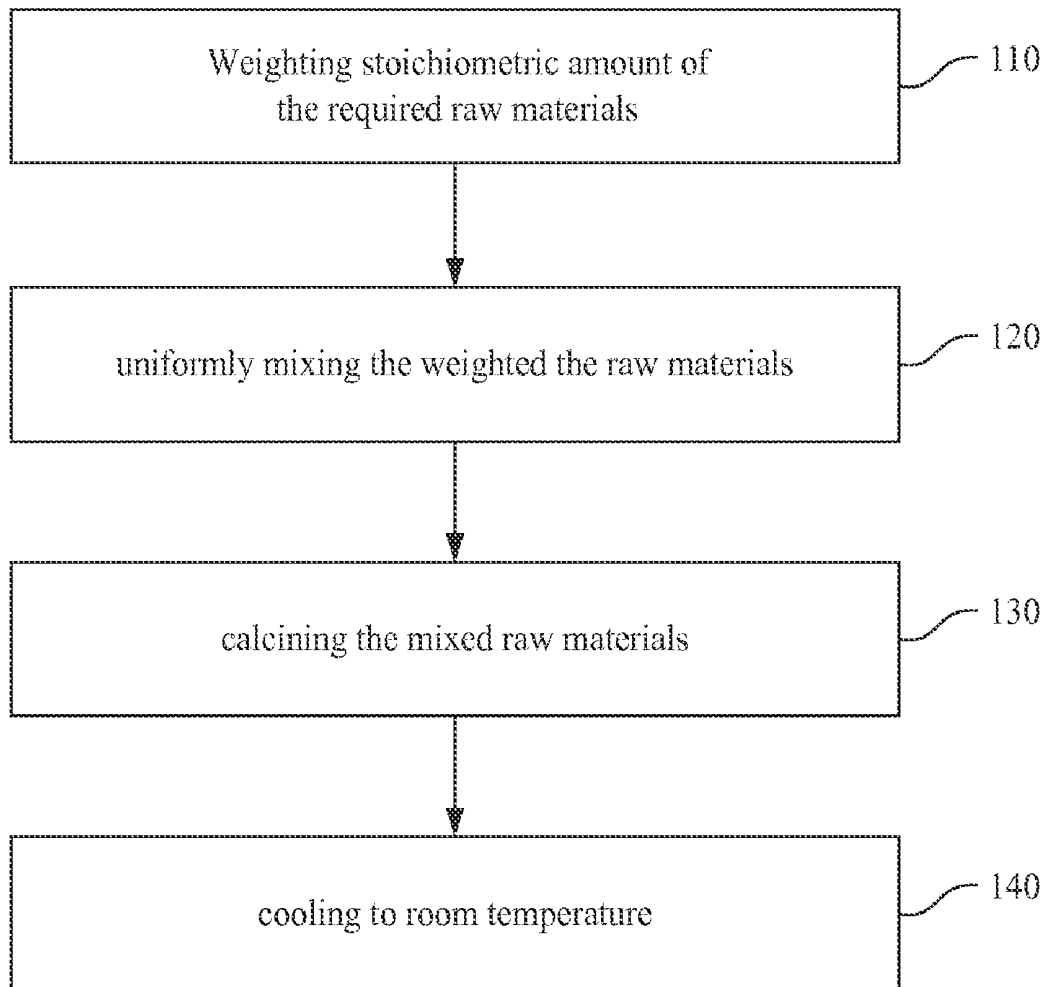 Weighting stoichiometric amount of
the required raw materials
110
uniformly mixing the weighted the raw materials
120
calcining the mixed raw materials
130
cooling to room temperature
140